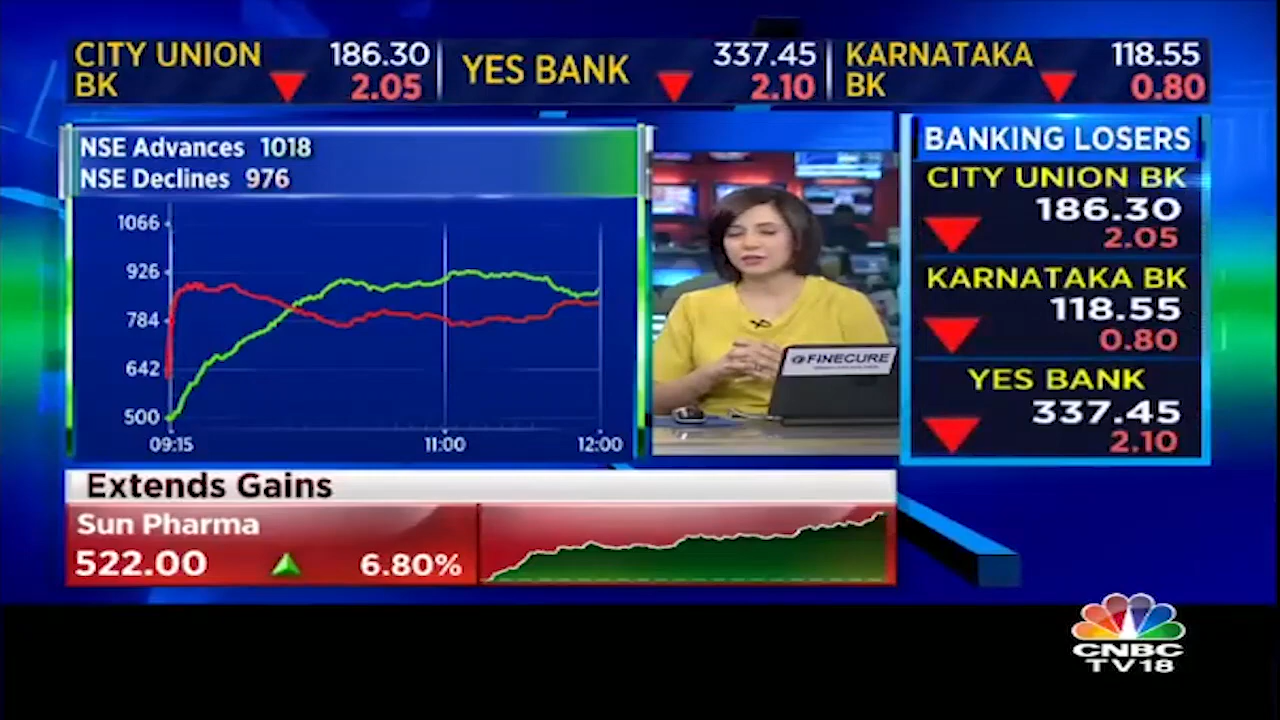 CITY UNION BK 186.30 2.05
YES BANK 337.45 2.10
KARNATAKA BK 118.55 0.80
NSE Advances 1018
NSE Declines 976
1066
926
784
642
500
09:15 11:00 12:00
FINECURE
BANKING LOSERS
CITY UNION BK
186.30
2.05
KARNATAKA BK
118.55
0.80
YES BANK
337.45
2.10
Extends Gains
Sun Pharma
522.00 6.80%
CNBC
TV18